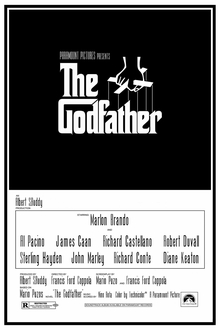 PARAMOUNT PICTURES PRESENTS
The
Godfather
Albert S. Ruddy
Marlon Brando
Al Pacino James Caan Richard Castellano Robert Duvall
Sterling Hayden John Marley Richard Conte Diane Keaton
Albert S. Ruddy Francis Ford Coppola Mario Puzo Francis Ford Coppola
Mario Puzo's "The Godfather" Nino Rota Color by Technicolor® A Paramount Picture
R
Paramount